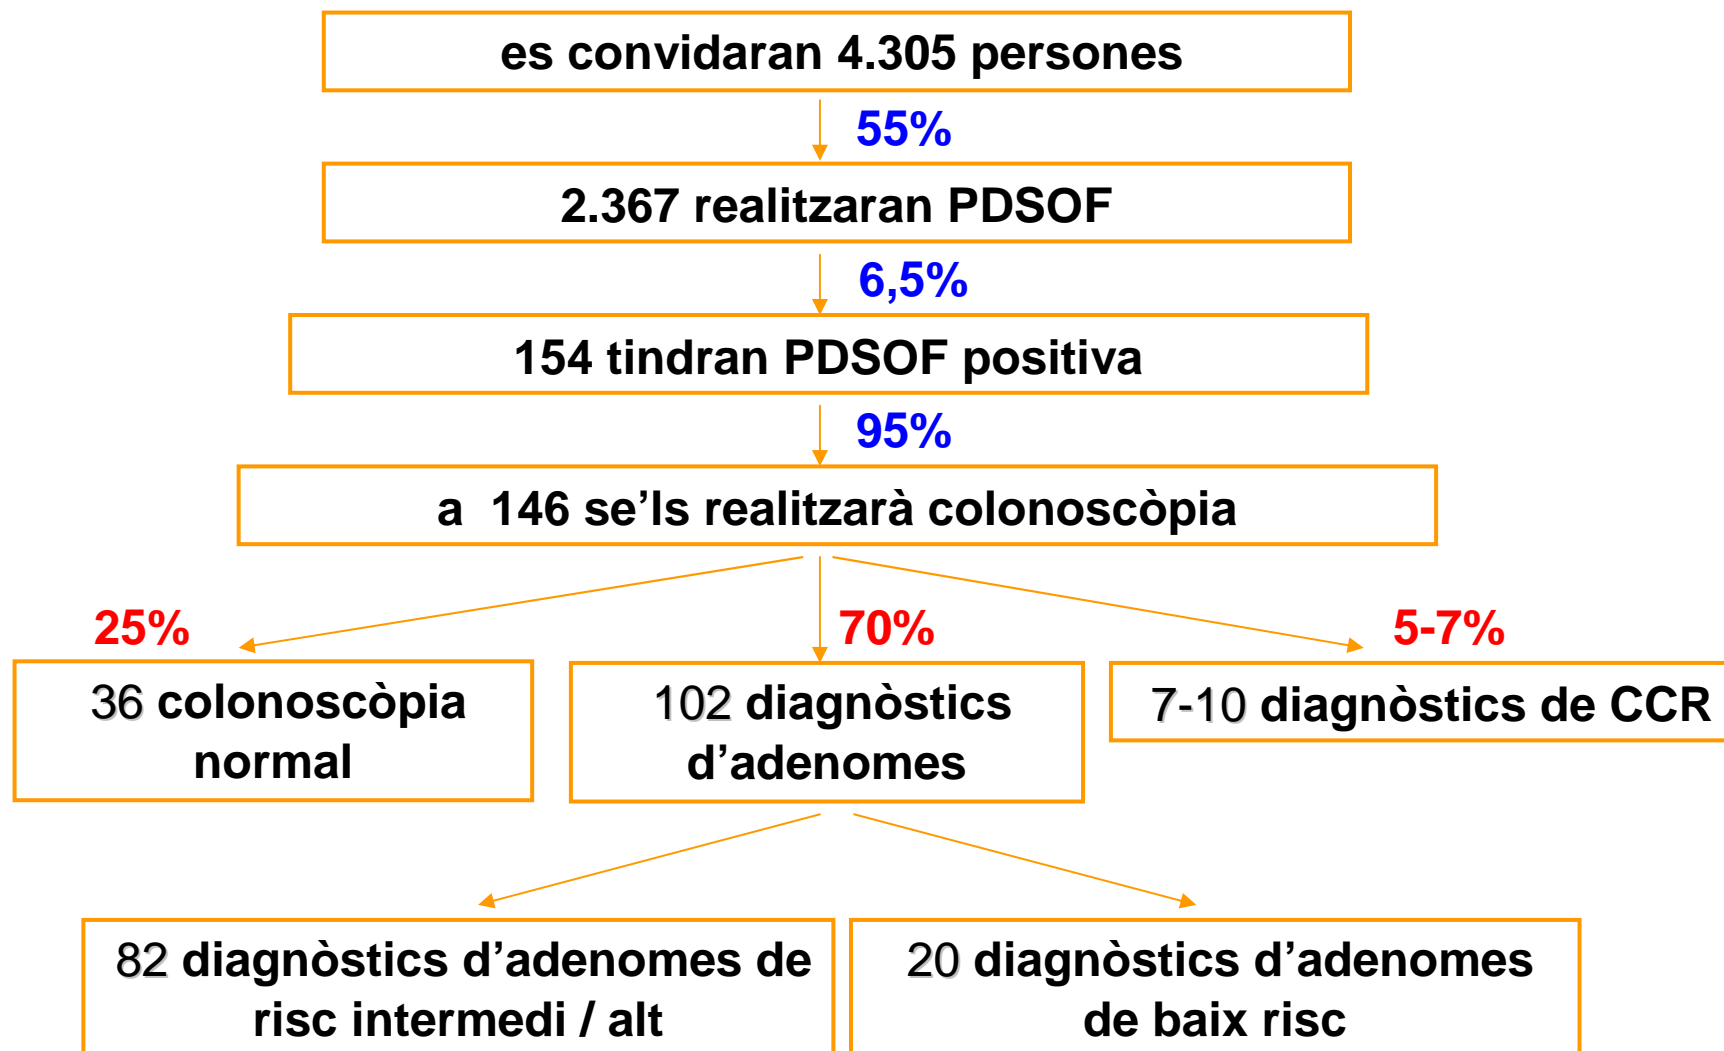 es convidaran 4.305 persones
55%
2.367 realitzaran PDSOF
6,5%
154 tindran PDSOF positiva
95%
a  146 se’ls realitzarà colonoscòpia
25%
70%
5-7%
36 colonoscòpia
normal
102 diagnòstics
d’adenomes
7-10 diagnòstics de CCR
82 diagnòstics d’adenomes de
risc intermedi / alt
20 diagnòstics d’adenomes
de baix risc